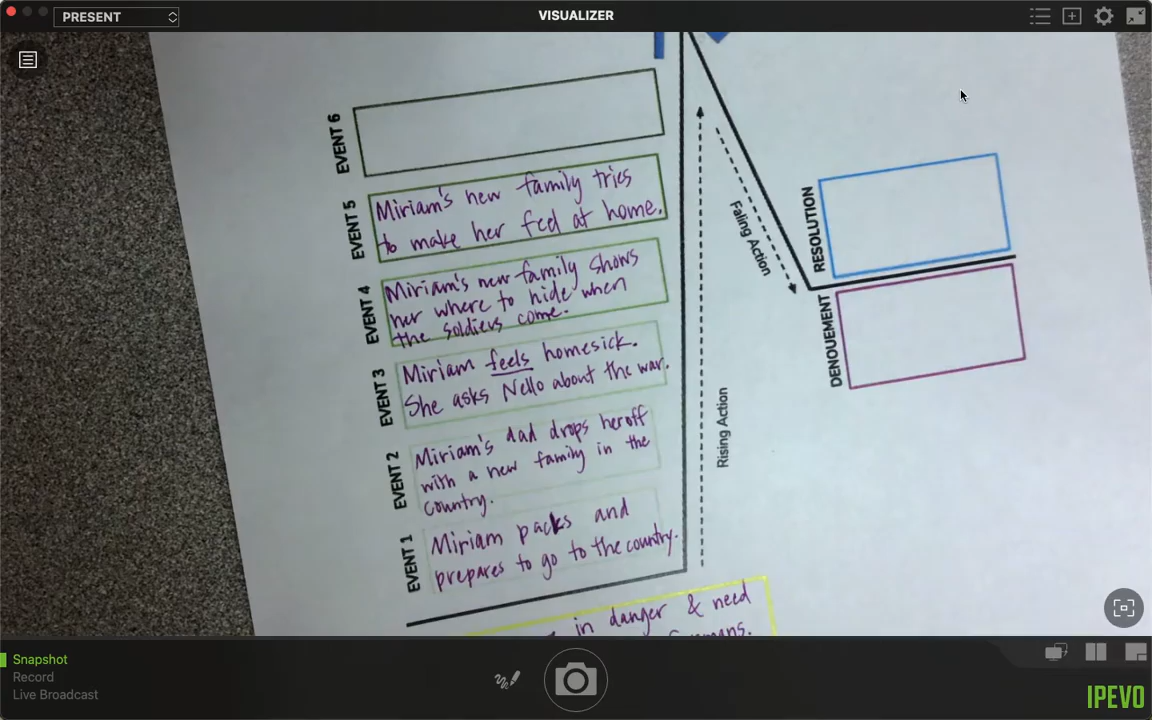 PRESENT
VISUALIZER
EVENT 6
EVENT 5
Miriam's new family tries
to make her feel at home.
EVENT 4
Miriam's new family shows
her where to hide when
the soldiers come.
EVENT 3
Miriam feels homesick.
She asks Nello about the war.
EVENT 2
Miriam's dad drops her off
with a new family in the
country.
EVENT 1
Miriam packs and
prepares to go to the country.
in danger & need
Rising Action
Faling Action
RESOLUTION
DENOUEMENT
Snapshot
Record
Live Broadcast
IPEVO